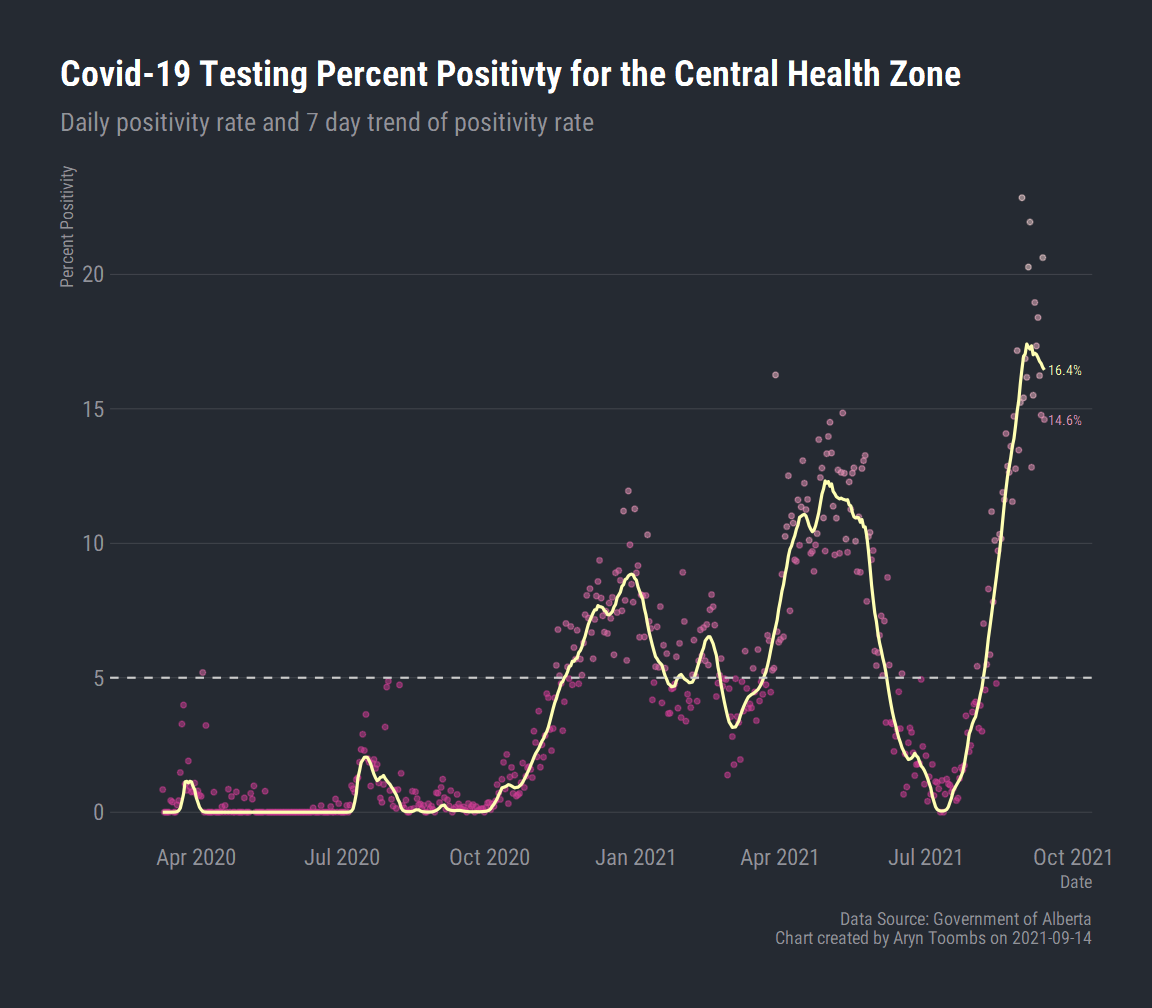 Covid-19 Testing Percent Positivty for the Central Health Zone
Daily positivity rate and 7 day trend of positivity rate
Percent Positivity
20
15
10
5
0
16.4%
14.6%
Apr 2020
Jul 2020
Oct 2020
Jan 2021
Apr 2021
Jul 2021
Oct 2021
Date
Data Source: Government of Alberta
Chart created by Aryn Toombs on 2021-09-14